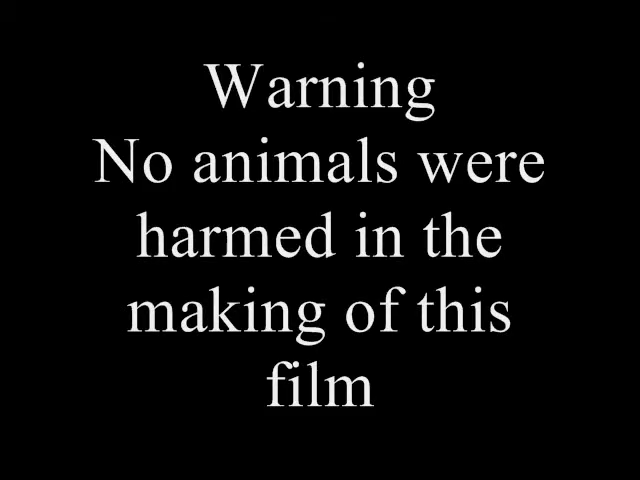 Warning
No animals were
harmed in the
making of this
film